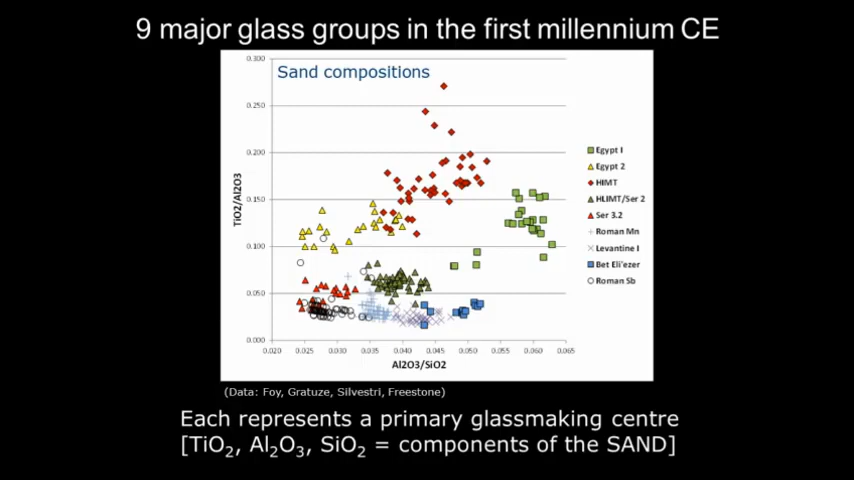 9 major glass groups in the first millennium CE
Sand compositions
0.300
0.250
0.200
0.150
0.100
0.050
0.000
TiO2/Al2O3
0.020 0.025 0.030 0.035 0.040 0.045 0.050 0.055 0.060 0.065
Al2O3/SiO2
Egypt I
Egypt 2
HIMT
HLIMT/Ser 2
Ser 3.2
Roman Mn
Levantine I
Bet Eli'ezer
Roman Sb
(Data: Foy, Gratuze, Silvestri, Freestone)
Each represents a primary glassmaking centre
[TiO₂, Al₂O₃, SiO₂ = components of the SAND]